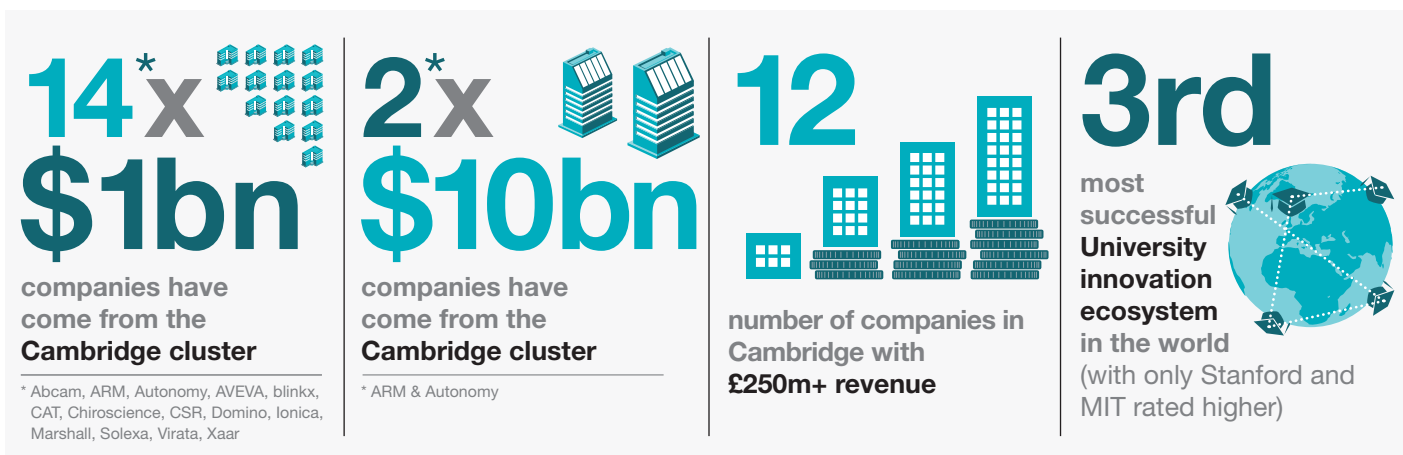 14*x
$1bn
companies have
come from the
Cambridge cluster
* Abcam, ARM, Autonomy, AVEVA, blinkx,
CAT, Chiroscience, CSR, Domino, Ionica,
Marshall, Solexa, Virata, Xaar
2*x
$10bn
companies have
come from the
Cambridge cluster
* ARM & Autonomy
12
number of companies in
Cambridge with
£250m+ revenue
3rd
most
successful
University
innovation
ecosystem
in the world
(with only Stanford and
MIT rated higher)